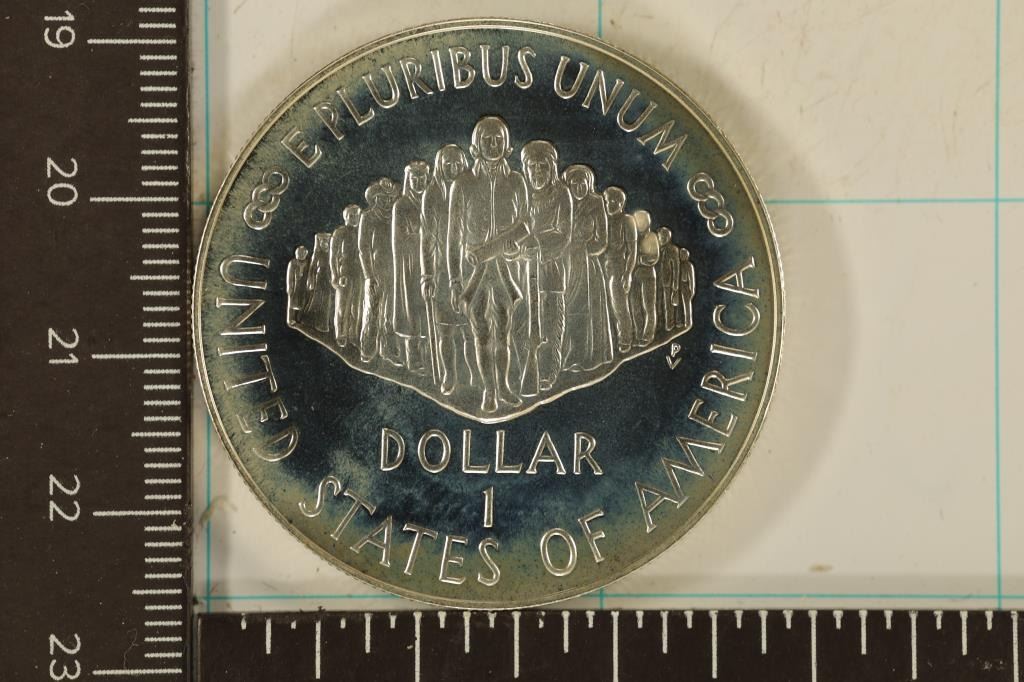 E PLURIBUS UNUM
DOLLAR
1
UNITED STATES OF AMERICA
19
20
21
22
23